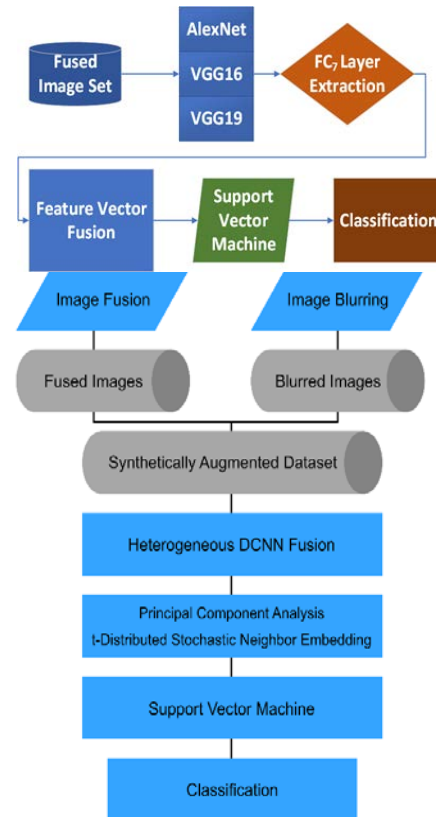 Fused
Image Set
AlexNet
VGG16
VGG19
FC₇ Layer
Extraction
Feature Vector
Fusion
Support
Vector
Machine
Classification
Image Fusion
Image Blurring
Fused Images
Blurred Images
Synthetically Augmented Dataset
Heterogeneous DCNN Fusion
Principal Component Analysis
t-Distributed Stochastic Neighbor Embedding
Support Vector Machine
Classification